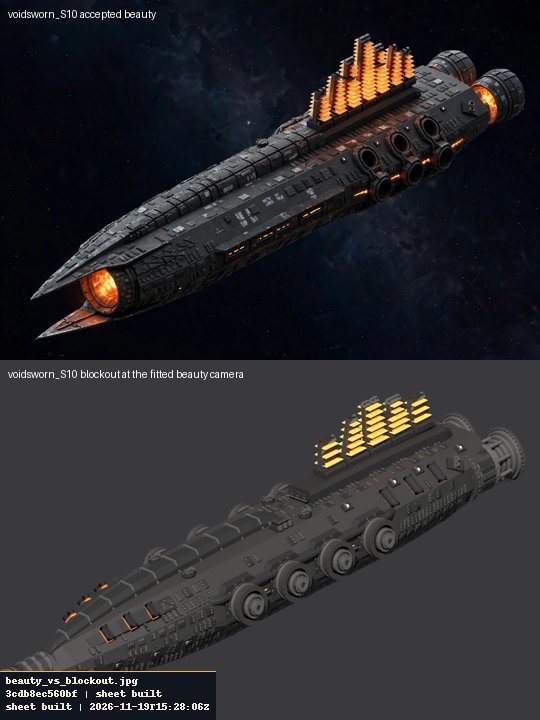 voidsworn_S10 accepted beauty
voidsworn_S10 blockout at the fitted beauty camera
beauty_vs_blockout.jpg
3cdb8ec560bf | sheet built
sheet built | 2026-11-19r15:28:06z